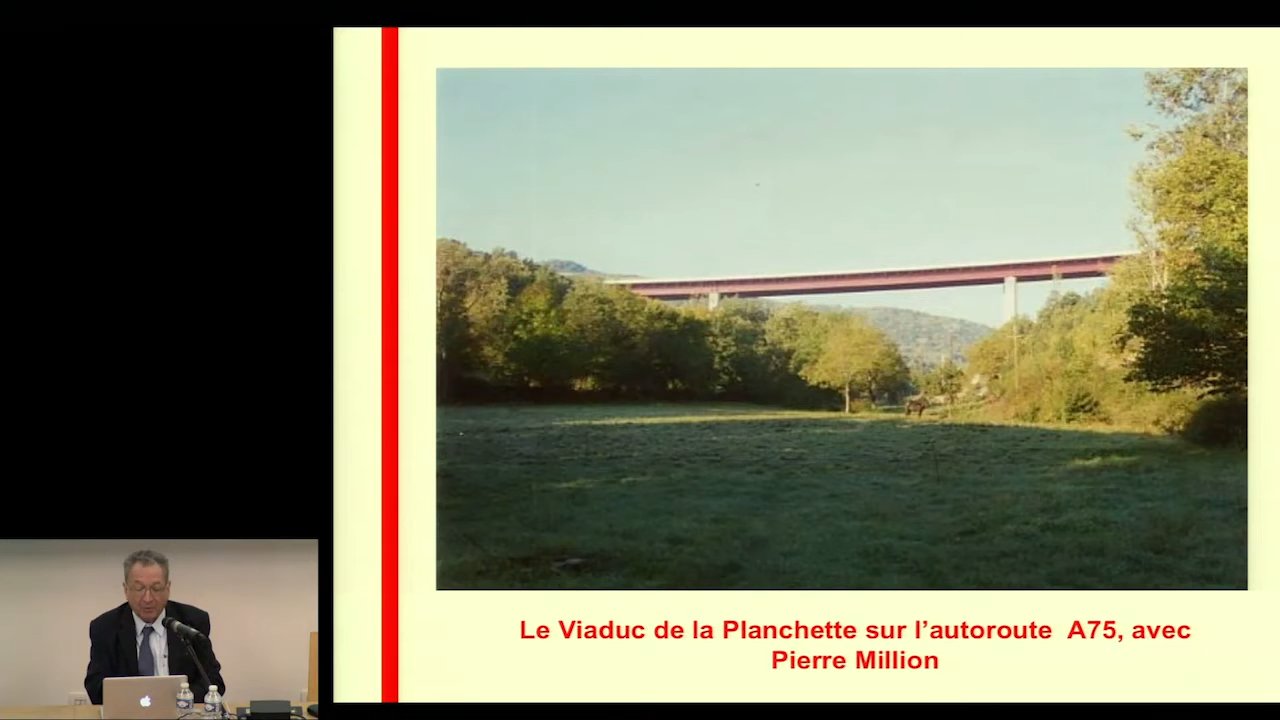 Le Viaduc de la Planchette sur l’autoroute  A75, avec
Pierre Million